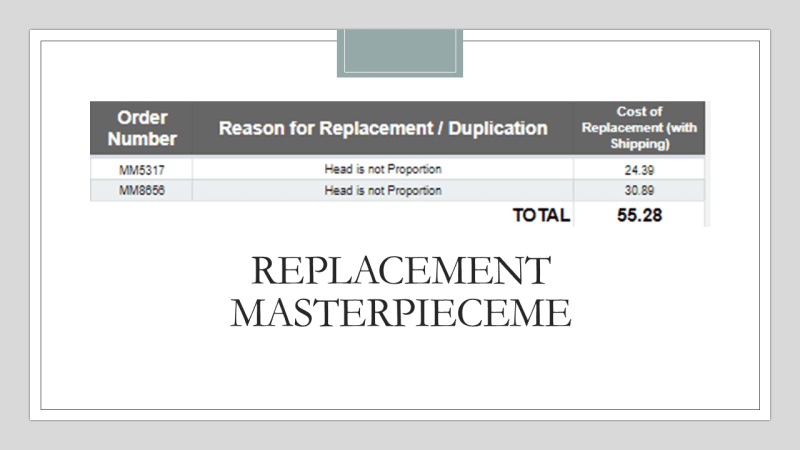 Order Number
Reason for Replacement / Duplication
Cost of Replacement (with Shipping)
MM5317 Head is not Proportion 24.39
MM8656 Head is not Proportion 30.89
TOTAL 55.28
REPLACEMENT
MASTERPIECEME